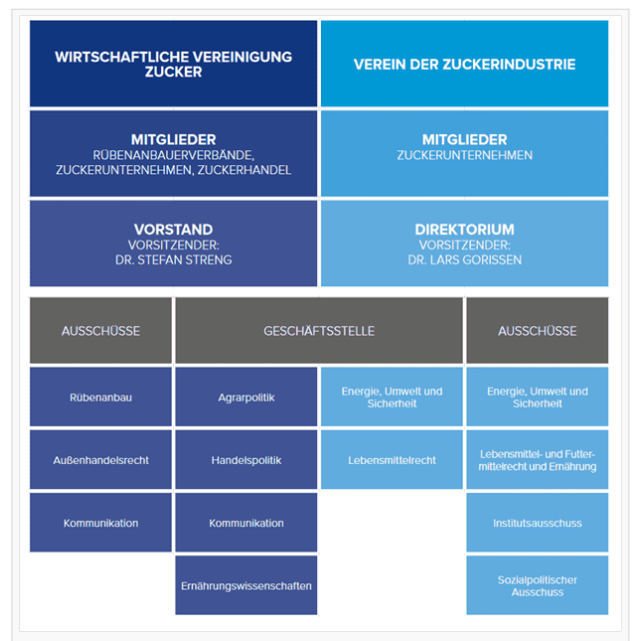 WIRTSCHAFTLICHE VEREINIGUNG
ZUCKER
VEREIN DER ZUCKERINDUSTRIE
MITGLIEDER
RÜBENANBAUERVERBÄNDE,
ZUCKERUNTERNEHMEN, ZUCKERHANDEL
MITGLIEDER
ZUCKERUNTERNEHMEN
VORSTAND
VORSITZENDER:
DR. STEFAN STRENG
DIREKTORIUM
VORSITZENDER:
DR. LARS GORISSEN
AUSSCHÜSSE
GESCHÄFTSSTELLE
AUSSCHÜSSE
Rübenanbau
Agrarpolitik
Energie, Umwelt und
Sicherheit
Energie, Umwelt und
Sicherheit
Außenhandelsrecht
Handelspolitik
Lebensmittelrecht
Lebensmittel- und Futter-
mittelrecht und Ernährung
Kommunikation
Kommunikation
Institutsausschuss
Ernährungswissenschaften
Sozialpolitischer
Ausschuss